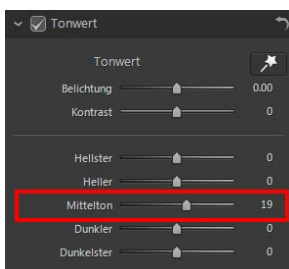 Tonwert
Tonwert
Belichtung 0.00
Kontrast 0
Hellster 0
Heller 0
Mittelton 19
Dunkler 0
Dunkelster 0